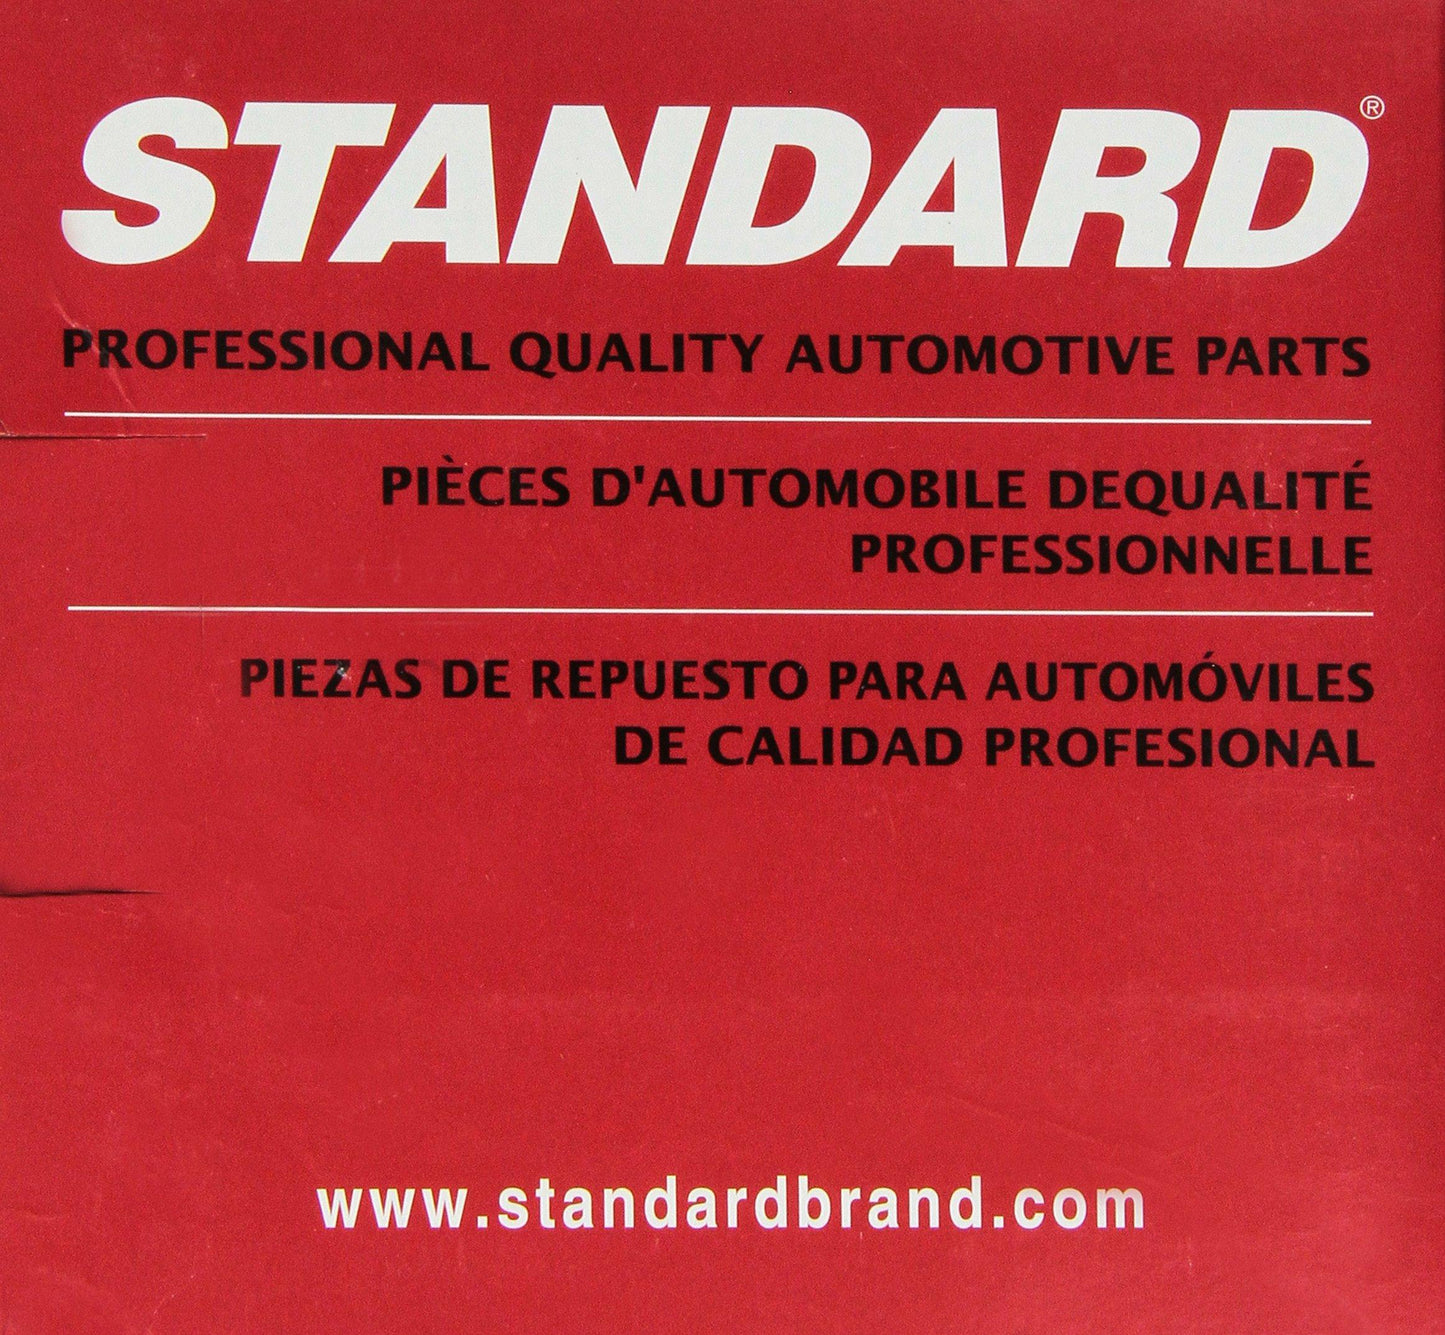 STANDARD®
PROFESSIONAL QUALITY AUTOMOTIVE PARTS
PIÈCES D'AUTOMOBILE DEQUALITÉ
PROFESSIONNELLE
PIEZAS DE REPUESTO PARA AUTOMÓVILES
DE CALIDAD PROFESIONAL
www.standardbrand.com